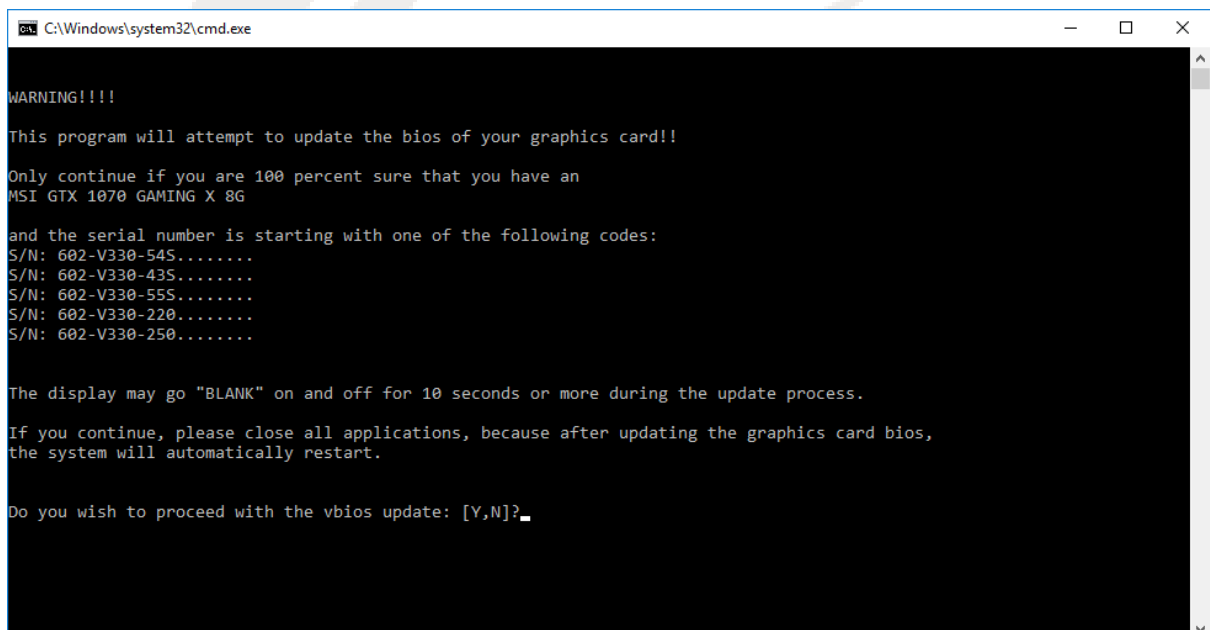 C:\Windows\system32\cmd.exe
WARNING!!!!
This program will attempt to update the bios of your graphics card!!
Only continue if you are 100 percent sure that you have an
MSI GTX 1070 GAMING X 8G
and the serial number is starting with one of the following codes:
S/N: 602-V330-54S........
S/N: 602-V330-43S........
S/N: 602-V330-55S........
S/N: 602-V330-220........
S/N: 602-V330-250........
The display may go "BLANK" on and off for 10 seconds or more during the update process.
If you continue, please close all applications, because after updating the graphics card bios,
the system will automatically restart.
Do you wish to proceed with the vbios update: [Y,N]?